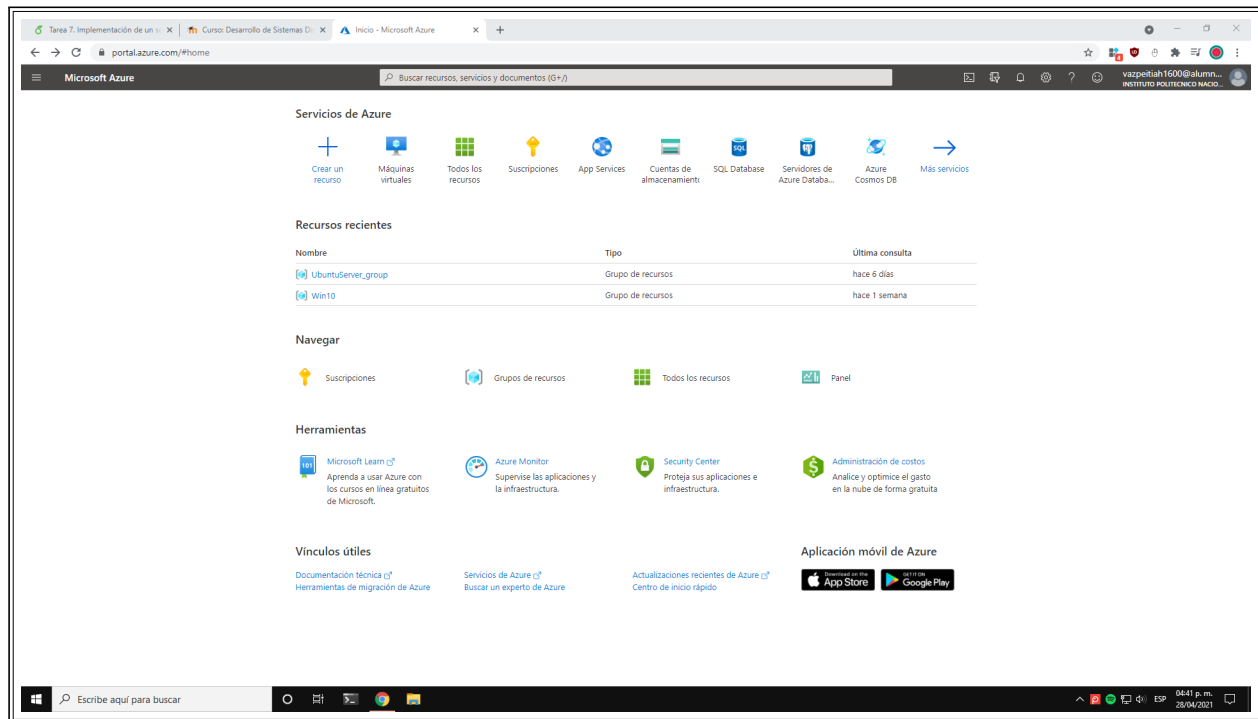 Tarea 7. Implementación de un s
Curso: Desarrollo de Sistemas Di
Inicio - Microsoft Azure
portal.azure.com/#home
Microsoft Azure
Buscar recursos, servicios y documentos (G+/)
vazpeitiah1600@alumn...
INSTITUTO POLITECNICO NACIO...
Servicios de Azure
Crear un recurso
Máquinas virtuales
Todos los recursos
Suscripciones
App Services
Cuentas de almacenamiento
SQL Database
Servidores de Azure Databa...
Azure Cosmos DB
Más servicios
Recursos recientes
Nombre Tipo Última consulta
UbuntuServer_group Grupo de recursos hace 6 días
Win10 Grupo de recursos hace 1 semana
Navegar
Suscripciones Grupos de recursos Todos los recursos Panel
Herramientas
Microsoft Learn
Aprenda a usar Azure con
los cursos en línea gratuitos
de Microsoft.
Azure Monitor
Supervise las aplicaciones y
la infraestructura.
Security Center
Proteja sus aplicaciones e
infraestructura.
Administración de costos
Analice y optimice el gasto
en la nube de forma gratuita
Vínculos útiles
Documentación técnica Servicios de Azure Actualizaciones recientes de Azure
Herramientas de migración de Azure Buscar un experto de Azure Centro de inicio rápido
Aplicación móvil de Azure
Download on the
App Store
GET IT ON
Google Play
Escribe aquí para buscar
ESP
04:41 p. m.
28/04/2021